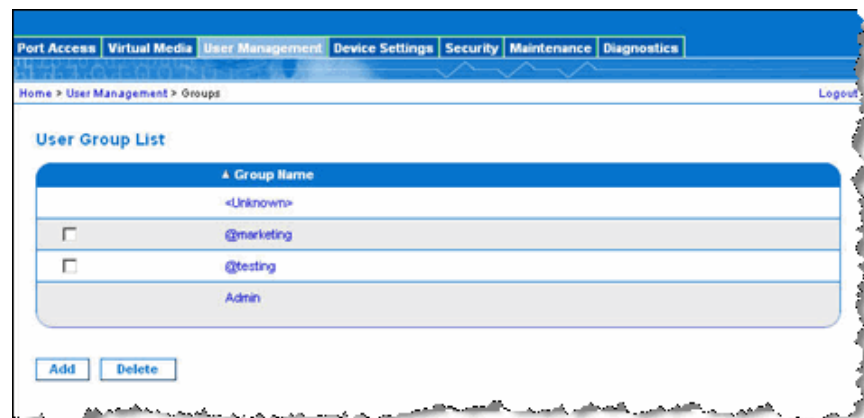 Port Access Virtual Media User Management Device Settings Security Maintenance Diagnostics
Home > User Management > Groups Logout
User Group List
▲ Group Name
<Unknown>
@marketing
@testing
Admin
Add Delete